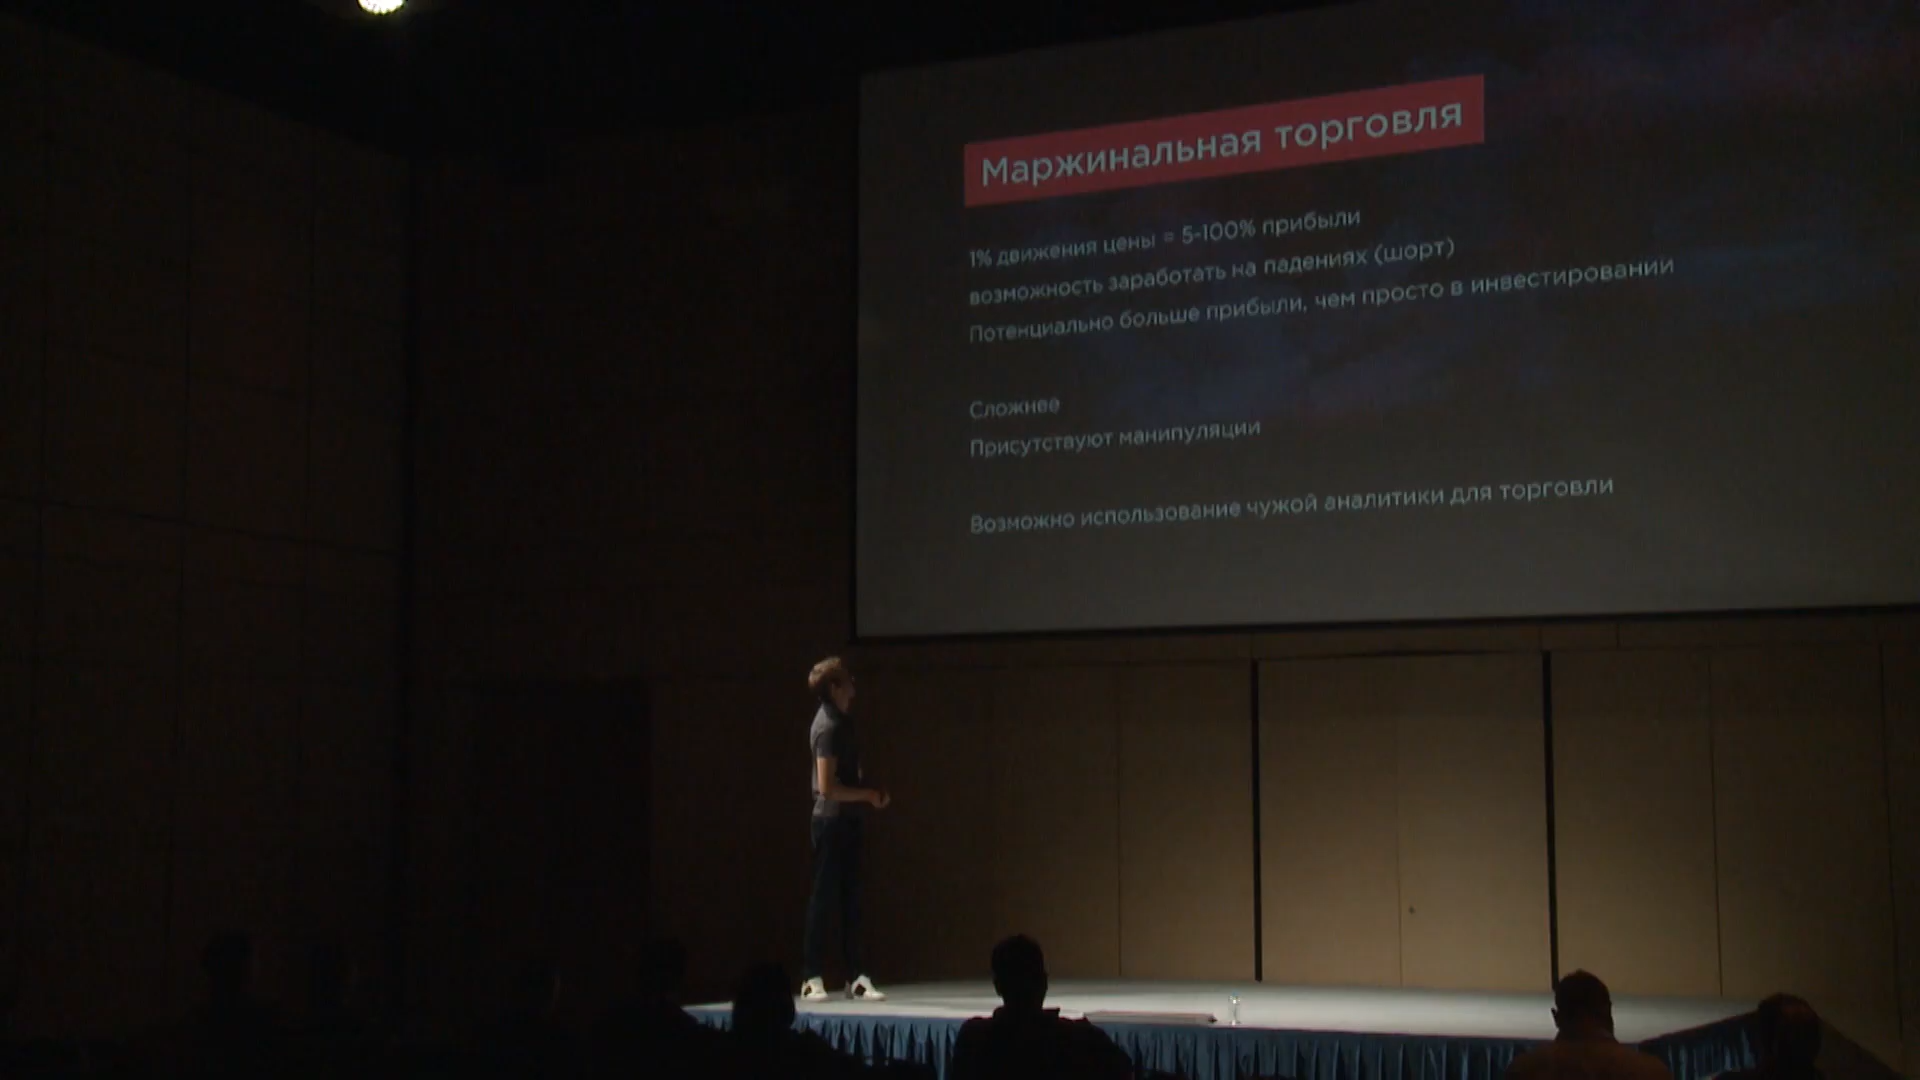 Маржинальная торговля
1% движения цены = 5-100% прибыли
возможность заработать на падениях (шорт)
Потенциально больше прибыли, чем просто в инвестировании
Сложнее
Присутствуют манипуляции
Возможно использование чужой аналитики для торговли